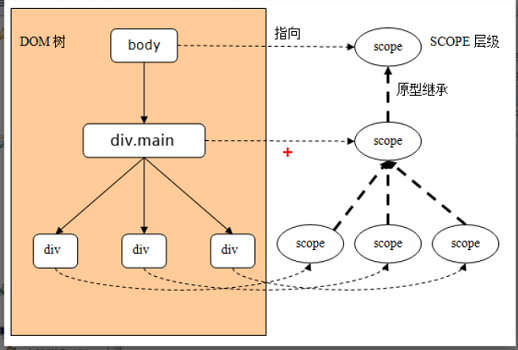 DOM 树
body
指向
scope
SCOPE 层级
原型继承
div.main
scope
div
div
div
scope
scope
scope